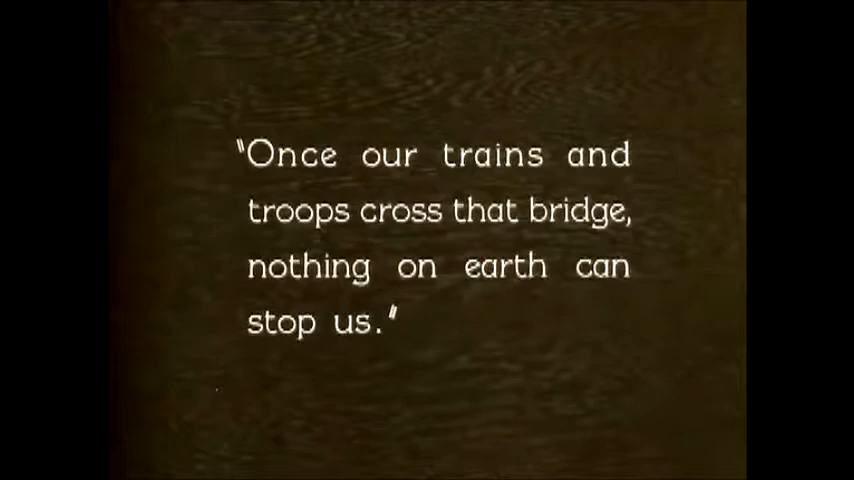 "Once our trains and
troops cross that bridge,
nothing on earth can
stop us."